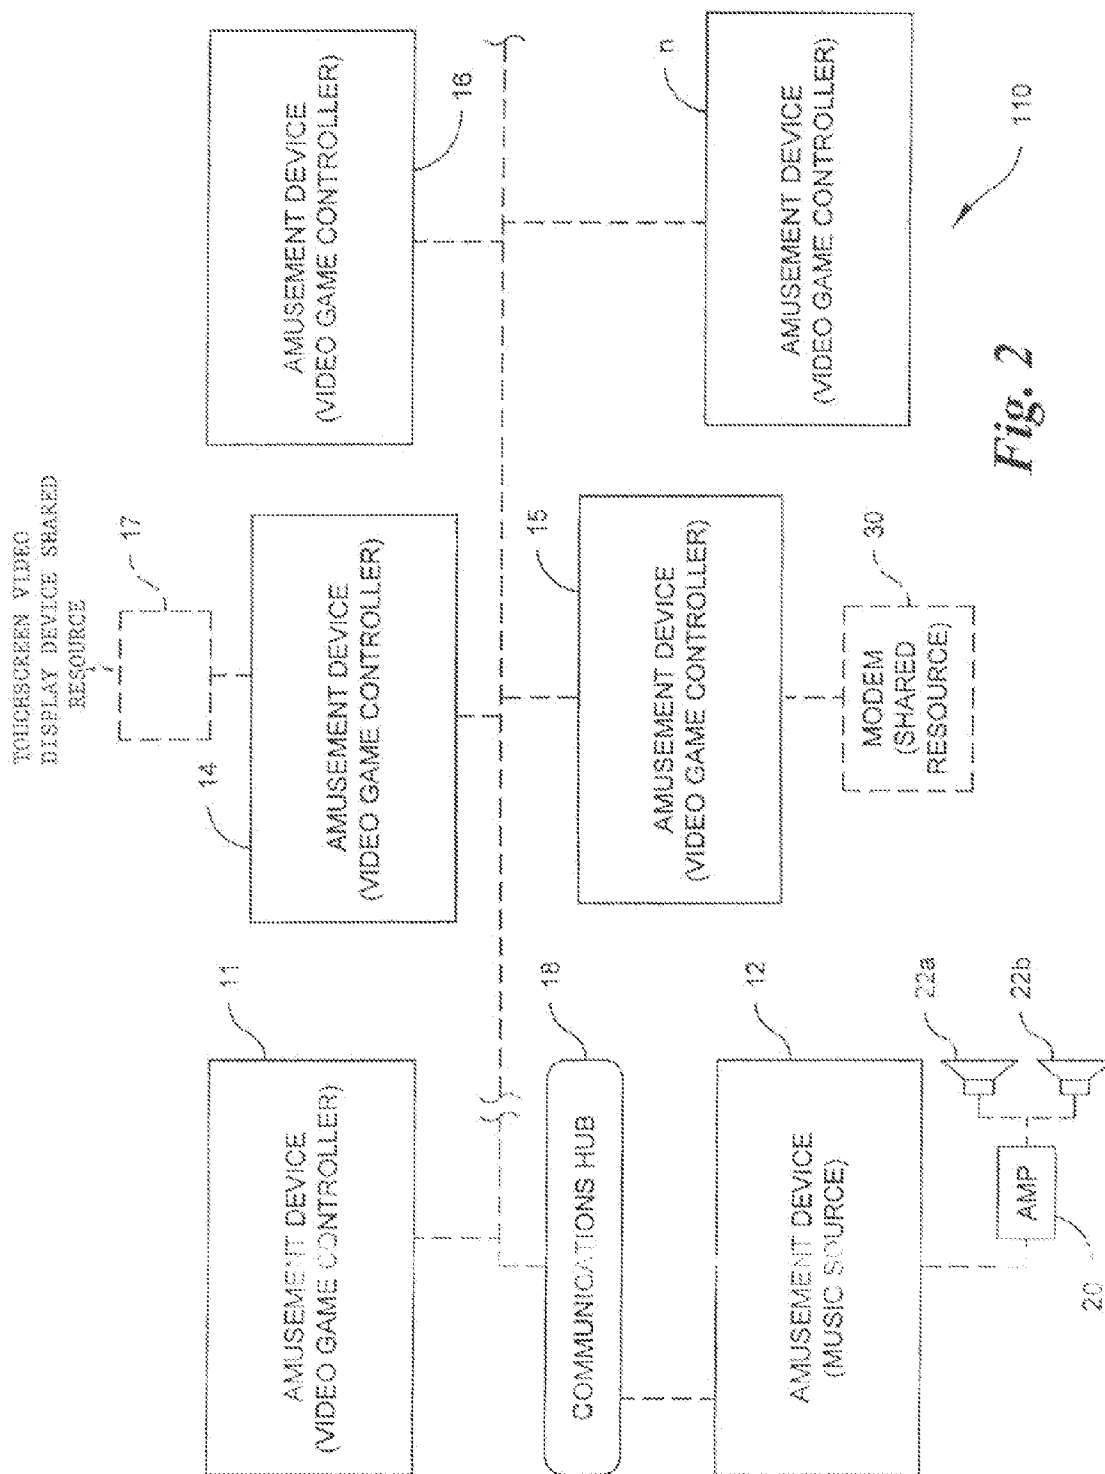 AMUSEMENT DEVICE
(VIDEO GAME CONTROLLER)
11
TOUCHSCREEN VIDEO
DISPLAY DEVICE SHARED
RESOURCE
17
14
AMUSEMENT DEVICE
(VIDEO GAME CONTROLLER)
AMUSEMENT DEVICE
(VIDEO GAME CONTROLLER)
16
COMMUNICATIONS HUB
18
AMUSEMENT DEVICE
(MUSIC SOURCE)
12
AMP
20
22a
22b
15
AMUSEMENT DEVICE
(VIDEO GAME CONTROLLER)
MODEM
(SHARED
RESOURCE)
30
n
AMUSEMENT DEVICE
(VIDEO GAME CONTROLLER)
110
Fig. 2